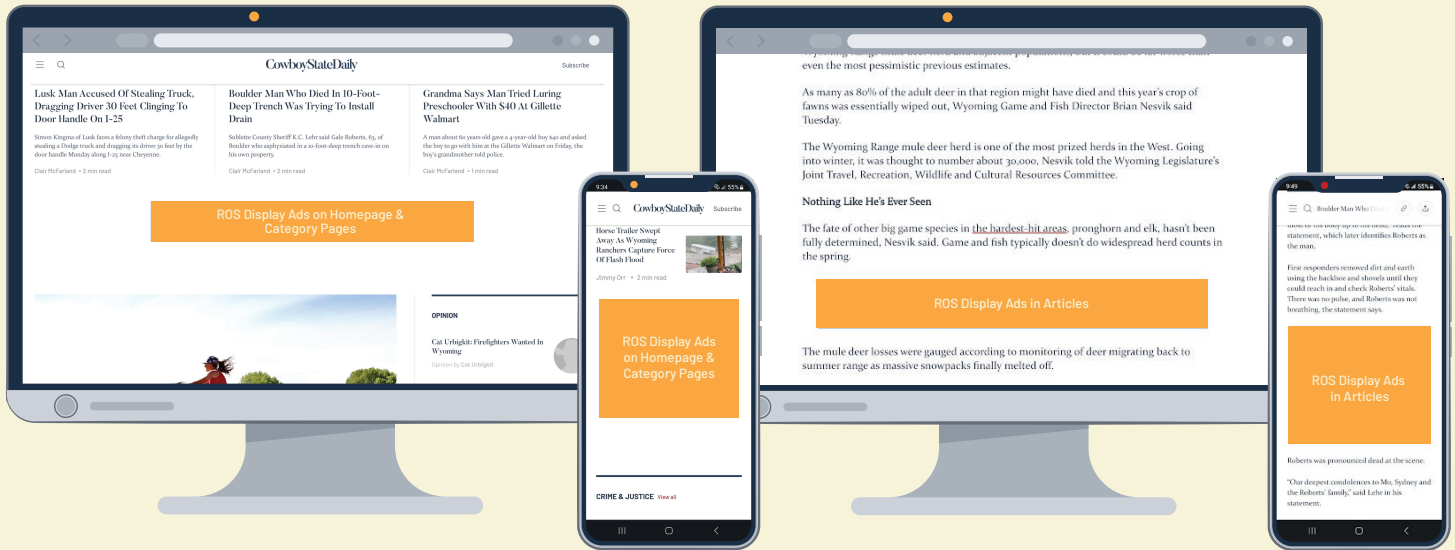 CowboyStateDaily
Subscribe
Lusk Man Accused Of Stealing Truck,
Dragging Driver 30 Feet Clinging To
Door Handle On I-25
Simon Kingma of Lusk faces a felony theft charge for allegedly
stealing a Dodge truck and dragging its driver 30 feet by the
door handle Monday along I-25 near Cheyenne.
Clair McFarland • 2 min read
Boulder Man Who Died In 10-Foot-
Deep Trench Was Trying To Install
Drain
Sublette County Sheriff K.C. Lehr said Gale Roberts, 63, of
Boulder who asphyxiated in a 10-foot-deep trench cave-in on
his own property.
Clair McFarland • 2 min read
Grandma Says Man Tried Luring
Preschooler With $40 At Gillette
Walmart
A man about 60 years old gave a 4-year-old boy $40 and asked
the boy to go with him at the Gillette Walmart on Friday, the
boy's grandmother told police.
Clair McFarland • 1 min read
ROS Display Ads on Homepage &
Category Pages
OPINION
Cat Urbigkit: Firefighters Wanted In
Wyoming
Opinion by Cat Urbigkit
9:34
55%
CowboyStateDaily
Subscribe
Horse Trailer Swept
Away As Wyoming
Ranchers Capture Force
Of Flash Flood
Jimmy Orr • 2 min read
ROS Display Ads
on Homepage &
Category Pages
CRIME & JUSTICE View all
even the most pessimistic previous estimates.
As many as 80% of the adult deer in that region might have died and this year's crop of
fawns was essentially wiped out, Wyoming Game and Fish Director Brian Nesvik said
Tuesday.
The Wyoming Range mule deer herd is one of the most prized herds in the West. Going
into winter, it was thought to number about 30,000, Nesvik told the Wyoming Legislature's
Joint Travel, Recreation, Wildlife and Cultural Resources Committee.
Nothing Like He's Ever Seen
The fate of other big game species in the hardest-hit areas, pronghorn and elk, hasn't been
fully determined, Nesvik said. Game and fish typically doesn't do widespread herd counts in
the spring.
ROS Display Ads in Articles
The mule deer losses were gauged according to monitoring of deer migrating back to
summer range as massive snowpacks finally melted off.
9:49
55%
Boulder Man Who Died
statement, which later identifies Roberts as
the man.
First responders removed dirt and earth
using the backhoe and shovels until they
could reach in and check Roberts' vitals.
There was no pulse, and Roberts was not
breathing, the statement says.
ROS Display Ads
in Articles
Roberts was pronounced dead at the scene.
"Our deepest condolences to Mo, Sydney and
the Roberts' family," said Lehr in his
statement.